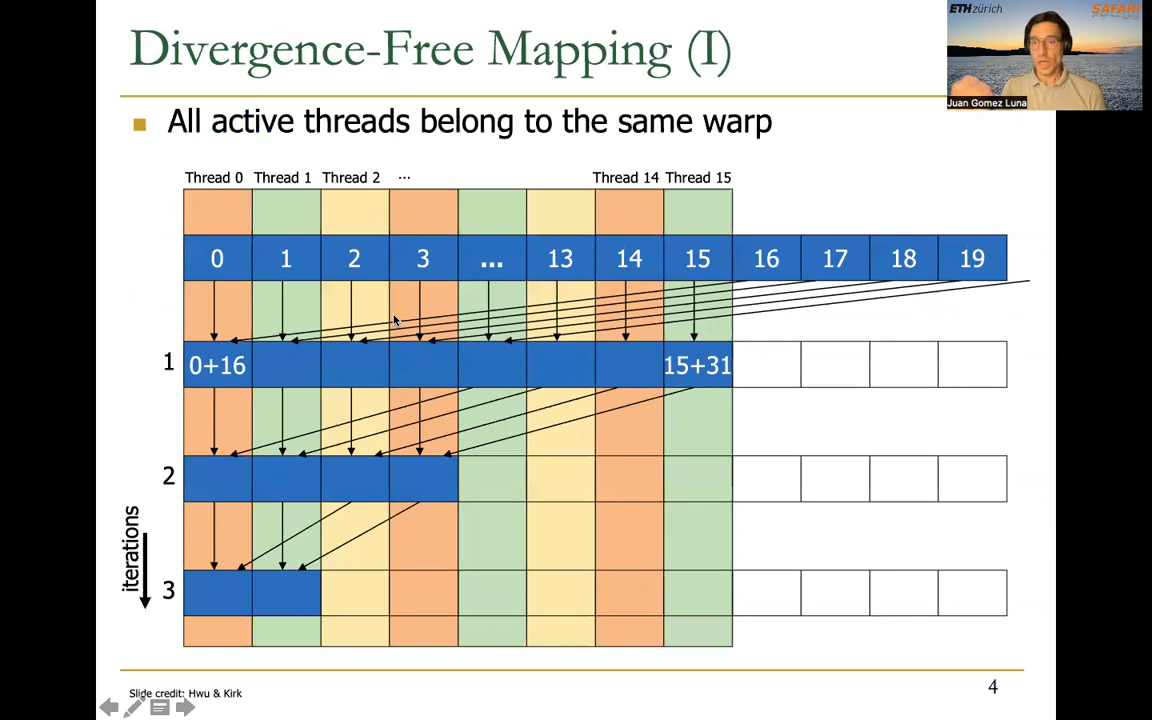 Divergence-Free Mapping (I)
ETH zürich
SAFARI
Juan Gomez Luna
All active threads belong to the same warp
Thread 0 Thread 1 Thread 2 ... Thread 14 Thread 15
0 1 2 3 ... 13 14 15 16 17 18 19
1 0+16 15+31
2
3
iterations
Slide credit: Hwu & Kirk
4